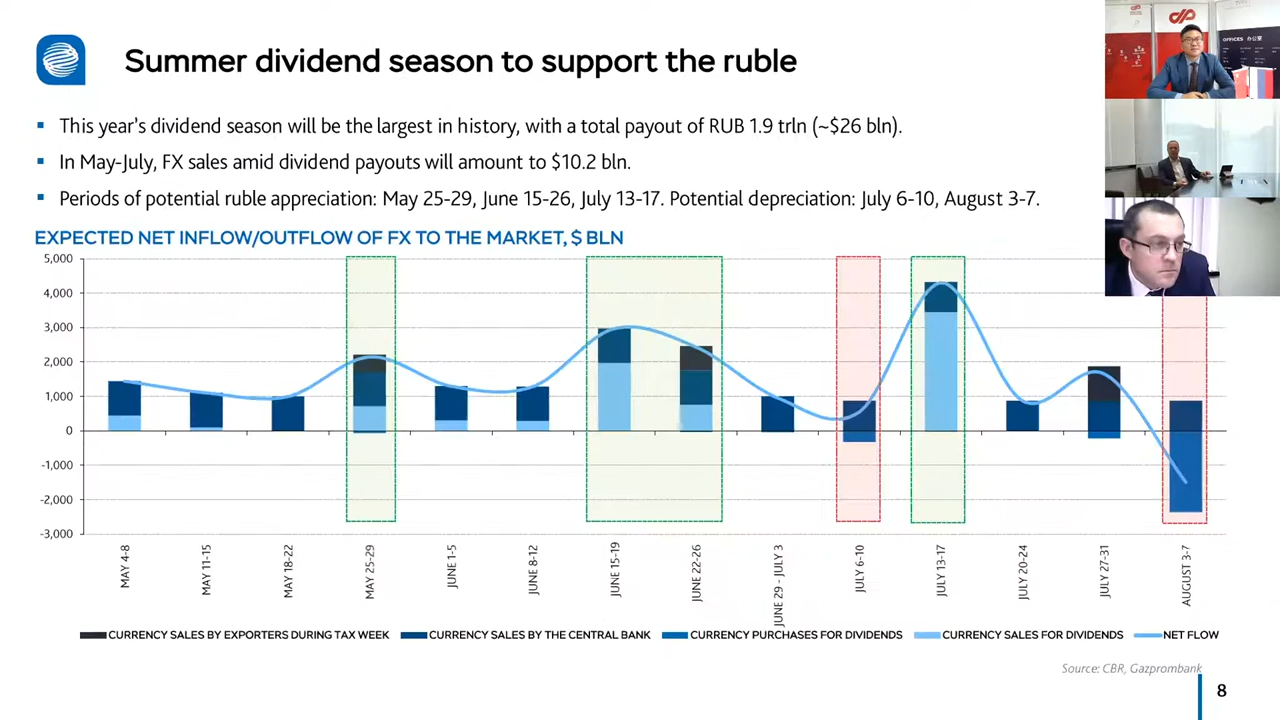 Summer dividend season to support the ruble
This year's dividend season will be the largest in history, with a total payout of RUB 1.9 trln (~$26 bln).
In May-July, FX sales amid dividend payouts will amount to $10.2 bln.
Periods of potential ruble appreciation: May 25-29, June 15-26, July 13-17. Potential depreciation: July 6-10, August 3-7.
EXPECTED NET INFLOW/OUTFLOW OF FX TO THE MARKET, $ BLN
5,000
4,000
3,000
2,000
1,000
0
-1,000
-2,000
-3,000
MAY 4-8
MAY 11-15
MAY 18-22
MAY 25-29
JUNE 1-5
JUNE 8-12
JUNE 15-19
JUNE 22-26
JUNE 29 - JULY 3
JULY 6-10
JULY 13-17
JULY 20-24
JULY 27-31
AUGUST 3-7
CURRENCY SALES BY EXPORTERS DURING TAX WEEK
CURRENCY SALES BY THE CENTRAL BANK
CURRENCY PURCHASES FOR DIVIDENDS
CURRENCY SALES FOR DIVIDENDS
NET FLOW
Source: CBR, Gazprombank
8
OFFICES 办公室